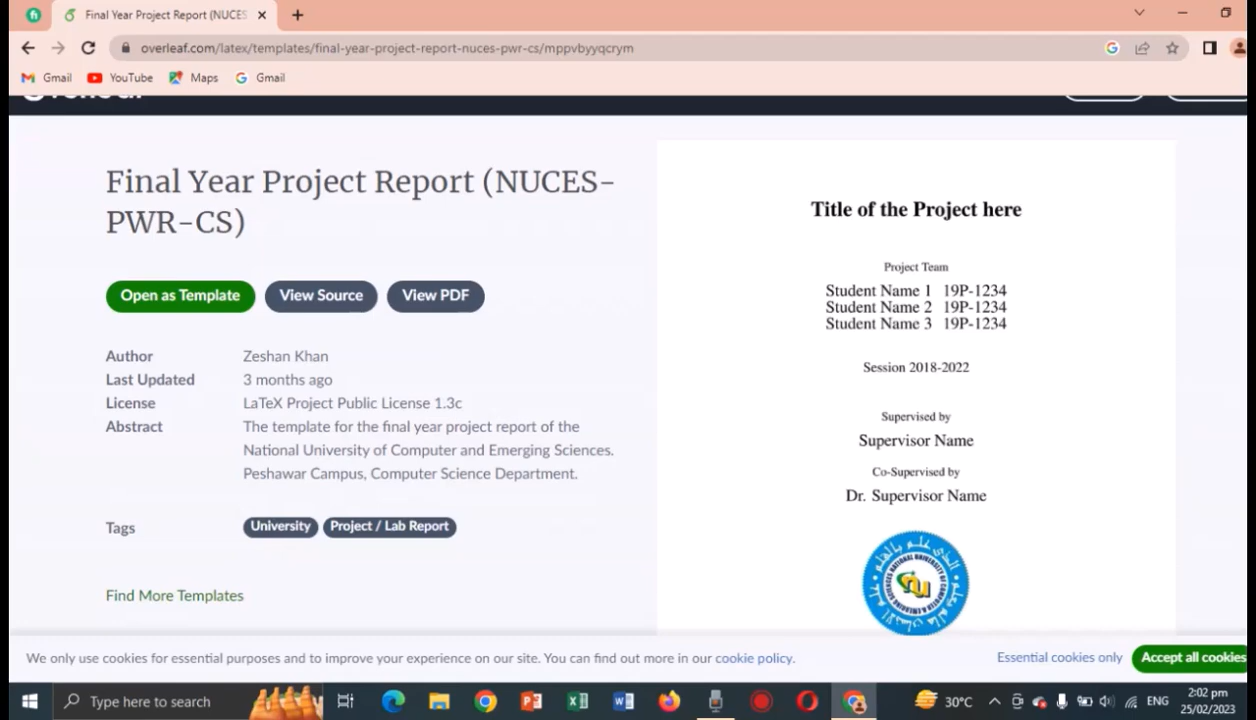 Final Year Project Report (NUCES
overleaf.com/latex/templates/final-year-project-report-nuces-pwr-cs/mppvbyyqcrym
Gmail YouTube Maps Gmail
Final Year Project Report (NUCES-
PWR-CS)
Open as Template View Source View PDF
Author Zeshan Khan
Last Updated 3 months ago
License LaTeX Project Public License 1.3c
Abstract The template for the final year project report of the
National University of Computer and Emerging Sciences.
Peshawar Campus, Computer Science Department.
Tags University Project / Lab Report
Find More Templates
Title of the Project here
Project Team
Student Name 1 19P-1234
Student Name 2 19P-1234
Student Name 3 19P-1234
Session 2018-2022
Supervised by
Supervisor Name
Co-Supervised by
Dr. Supervisor Name
We only use cookies for essential purposes and to improve your experience on our site. You can find out more in our cookie policy.
Essential cookies only Accept all cookies
Type here to search
30°C ENG 2:02 pm
25/02/2023